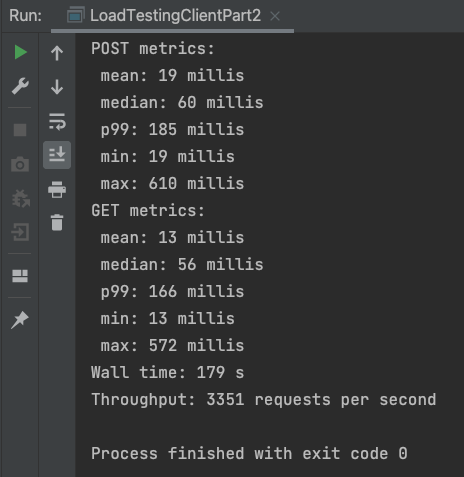 Run:
LoadTestingClientPart2
POST metrics:
mean: 19 millis
median: 60 millis
p99: 185 millis
min: 19 millis
max: 610 millis
GET metrics:
mean: 13 millis
median: 56 millis
p99: 166 millis
min: 13 millis
max: 572 millis
Wall time: 179 s
Throughput: 3351 requests per second
Process finished with exit code 0